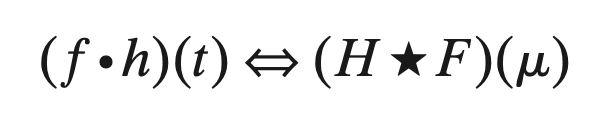 (f • h)(t) ⇔ (H ★ F)(μ)